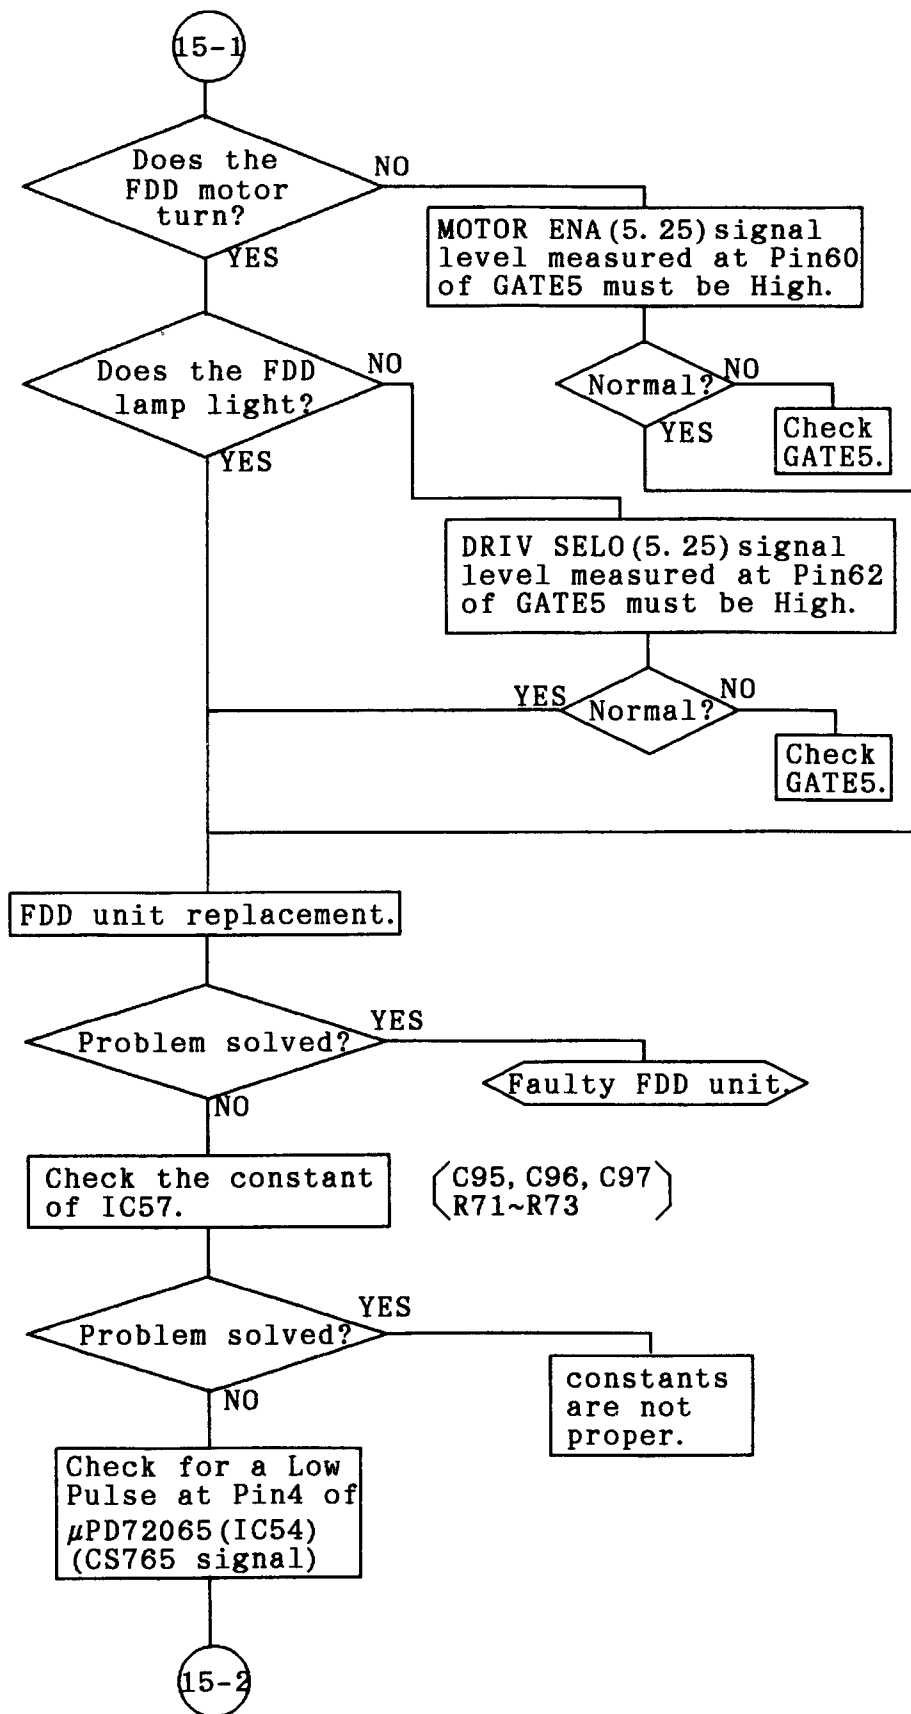 15-1
Does the
FDD motor
turn?
NO
YES
MOTOR ENA(5.25)signal
level measured at Pin60
of GATE5 must be High.
Does the FDD
lamp light?
NO
YES
Normal?
NO
YES
Check
GATE5.
DRIV SELO(5.25)signal
level measured at Pin62
of GATE5 must be High.
YES
Normal?
NO
Check
GATE5.
FDD unit replacement.
Problem solved?
YES
NO
Faulty FDD unit.
Check the constant
of IC57.
C95, C96, C97
R71~R73
Problem solved?
YES
NO
constants
are not
proper.
Check for a Low
Pulse at Pin4 of
μPD72065(IC54)
(CS765 signal)
15-2